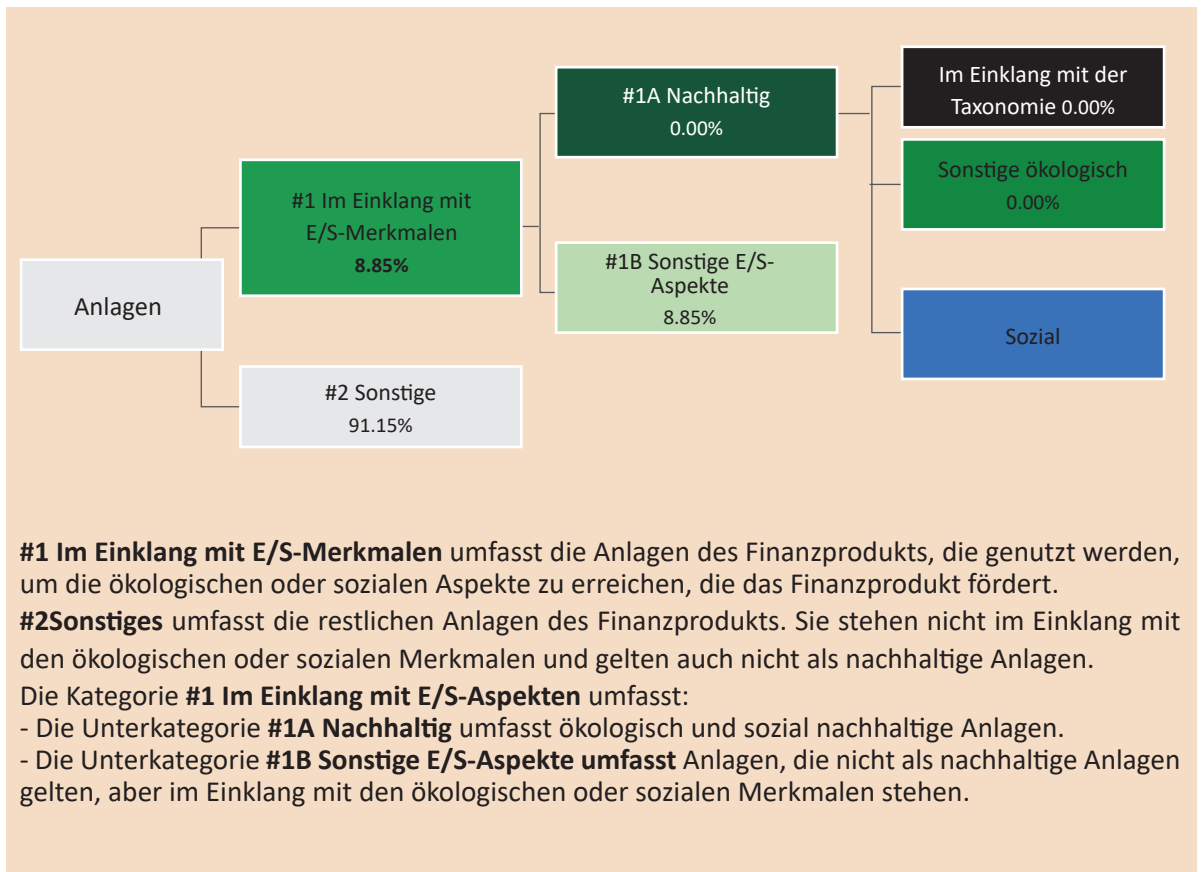 Anlagen
#1 Im Einklang mit
E/S-Merkmalen
8.85%
#2 Sonstige
91.15%
#1A Nachhaltig
0.00%
#1B Sonstige E/S-
Aspekte
8.85%
Im Einklang mit der
Taxonomie 0.00%
Sonstige ökologisch
0.00%
Sozial
#1 Im Einklang mit E/S-Merkmalen umfasst die Anlagen des Finanzprodukts, die genutzt werden,
um die ökologischen oder sozialen Aspekte zu erreichen, die das Finanzprodukt fördert.
#2Sonstiges umfasst die restlichen Anlagen des Finanzprodukts. Sie stehen nicht im Einklang mit
den ökologischen oder sozialen Merkmalen und gelten auch nicht als nachhaltige Anlagen.
Die Kategorie #1 Im Einklang mit E/S-Aspekten umfasst:
- Die Unterkategorie #1A Nachhaltig umfasst ökologisch und sozial nachhaltige Anlagen.
- Die Unterkategorie #1B Sonstige E/S-Aspekte umfasst Anlagen, die nicht als nachhaltige Anlagen
gelten, aber im Einklang mit den ökologischen oder sozialen Merkmalen stehen.